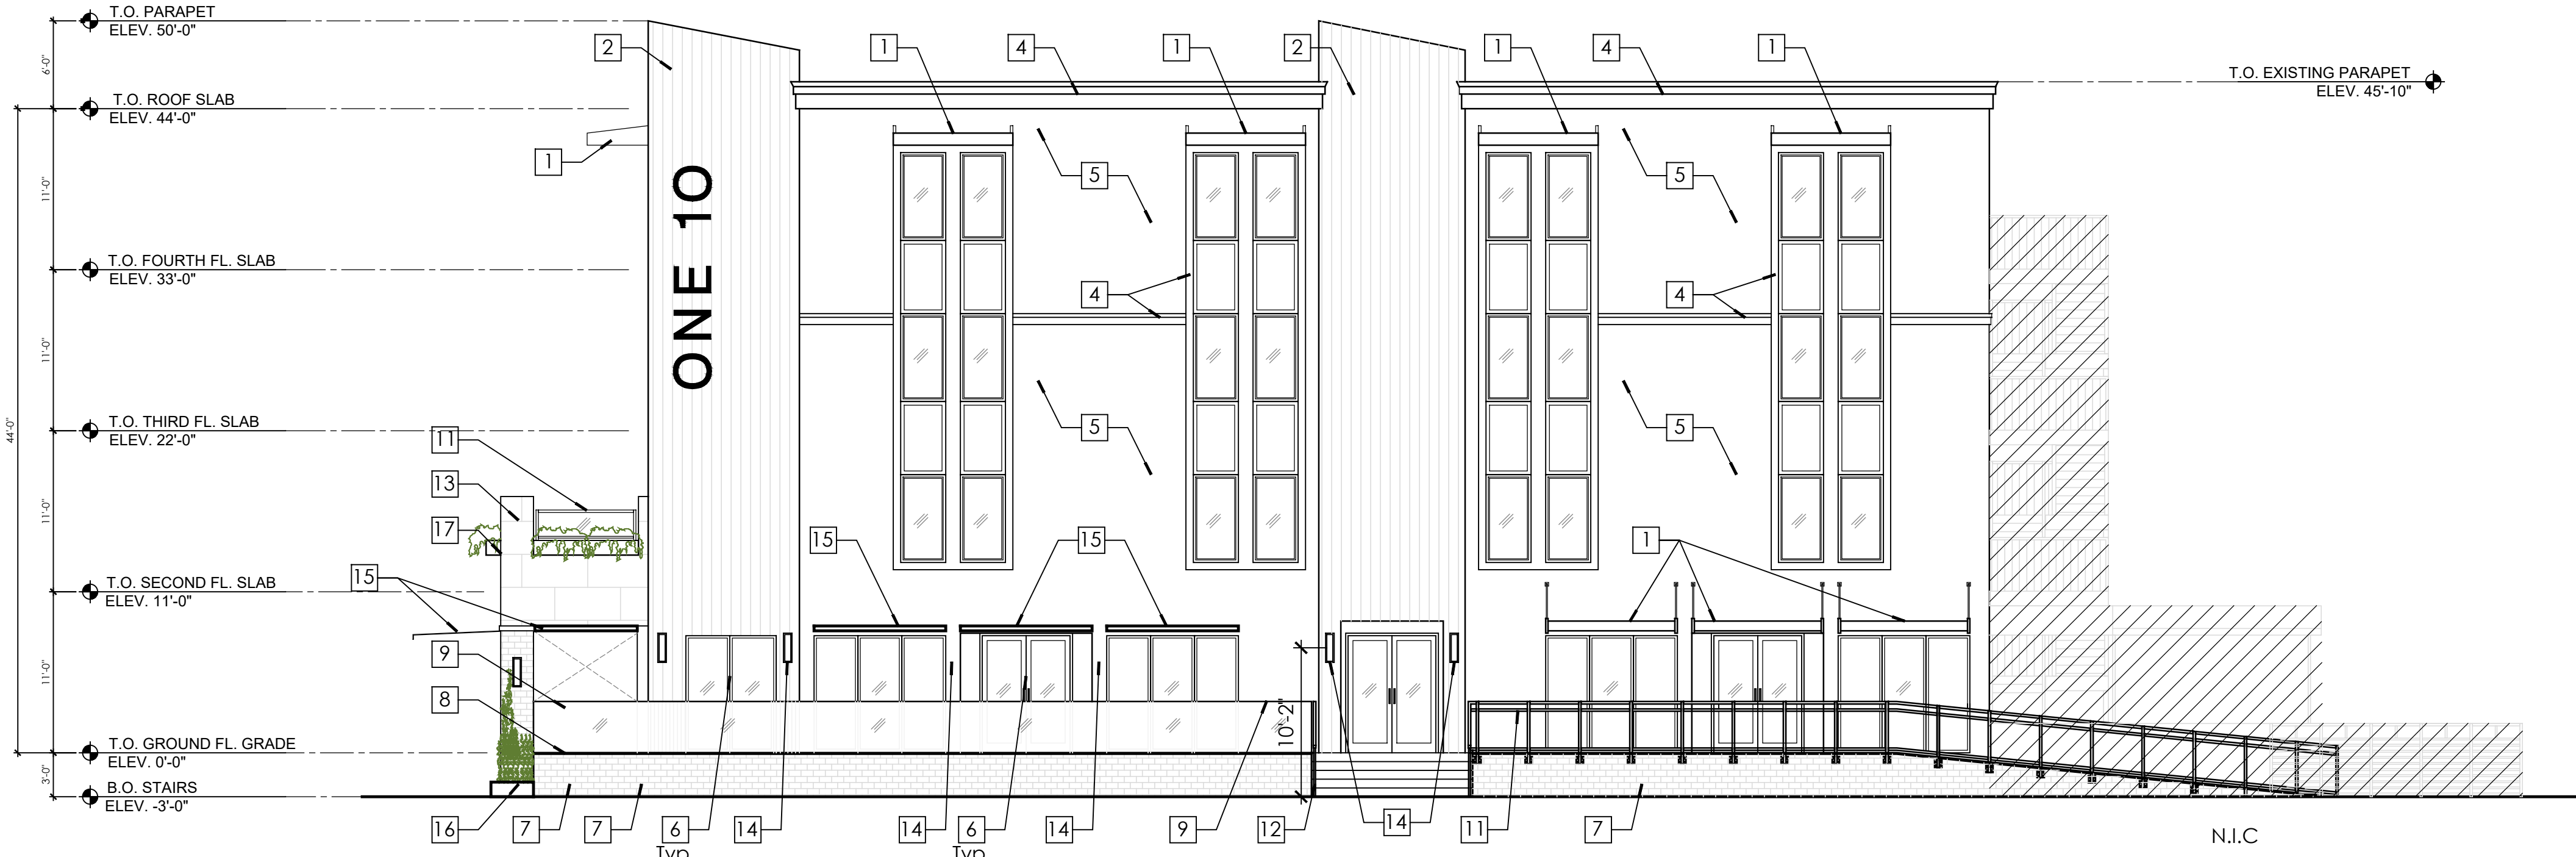 T.O. PARAPET
ELEV. 50'-0"
6'-0"
T.O. ROOF SLAB
ELEV. 44'-0"
11'-0"
T.O. FOURTH FL. SLAB
ELEV. 33'-0"
11'-0"
T.O. THIRD FL. SLAB
ELEV. 22'-0"
44'-0"
11'-0"
T.O. SECOND FL. SLAB
ELEV. 11'-0"
11'-0"
T.O. GROUND FL. GRADE
ELEV. 0'-0"
3'-0"
B.O. STAIRS
ELEV. -3'-0"
2
1
4
1
2
1
4
1
T.O. EXISTING PARAPET
ELEV. 45'-10"
1
ONE 1O
5
5
4
4
5
5
11
13
17
15
15
15
1
9
8
10'-2"
16
7
7
6
Typ
14
14
6
Typ
14
9
12
14
11
7
N.I.C